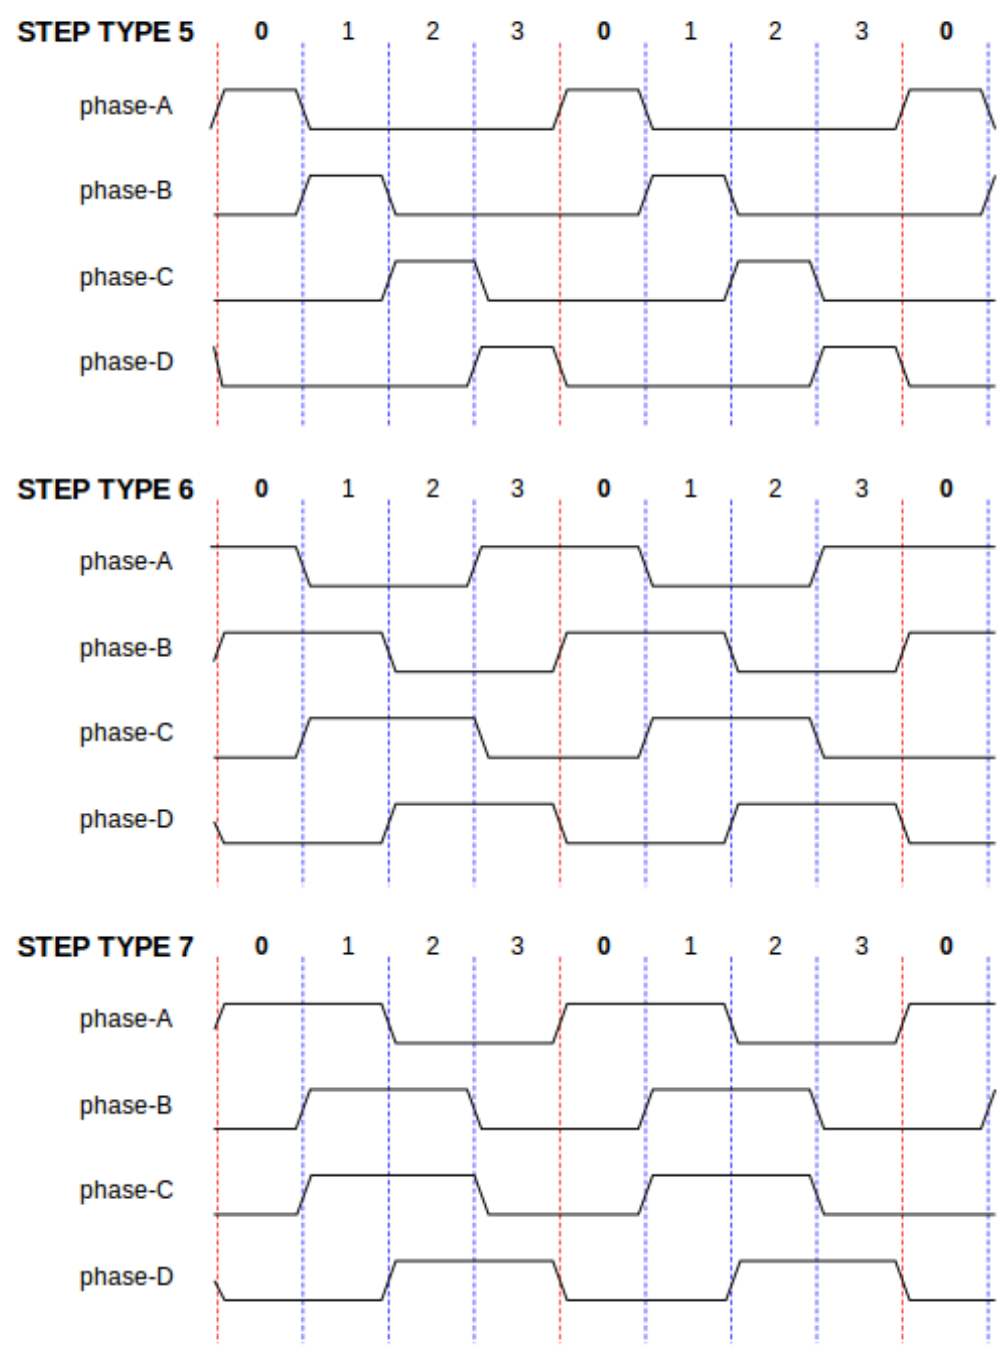 STEP TYPE 5 0 1 2 3 0 1 2 3 0
phase-A
phase-B
phase-C
phase-D
STEP TYPE 6 0 1 2 3 0 1 2 3 0
phase-A
phase-B
phase-C
phase-D
STEP TYPE 7 0 1 2 3 0 1 2 3 0
phase-A
phase-B
phase-C
phase-D